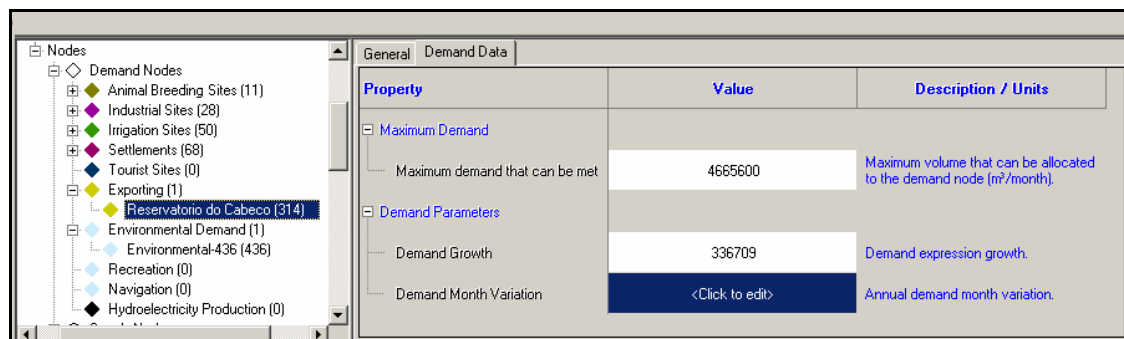 Nodes
Demand Nodes
Animal Breeding Sites (11)
Industrial Sites (28)
Irrigation Sites (50)
Settlements (68)
Tourist Sites (0)
Exporting (1)
Reservatorio do Cabeco (314)
Environmental Demand (1)
Environmental-436 (436)
Recreation (0)
Navigation (0)
Hydroelectricity Production (0)
General Demand Data
Property Value Description / Units
Maximum Demand
Maximum demand that can be met 4665600 Maximum volume that can be allocated
to the demand node (m³/month).
Demand Parameters
Demand Growth 336709 Demand expression growth.
Demand Month Variation <Click to edit> Annual demand month variation.